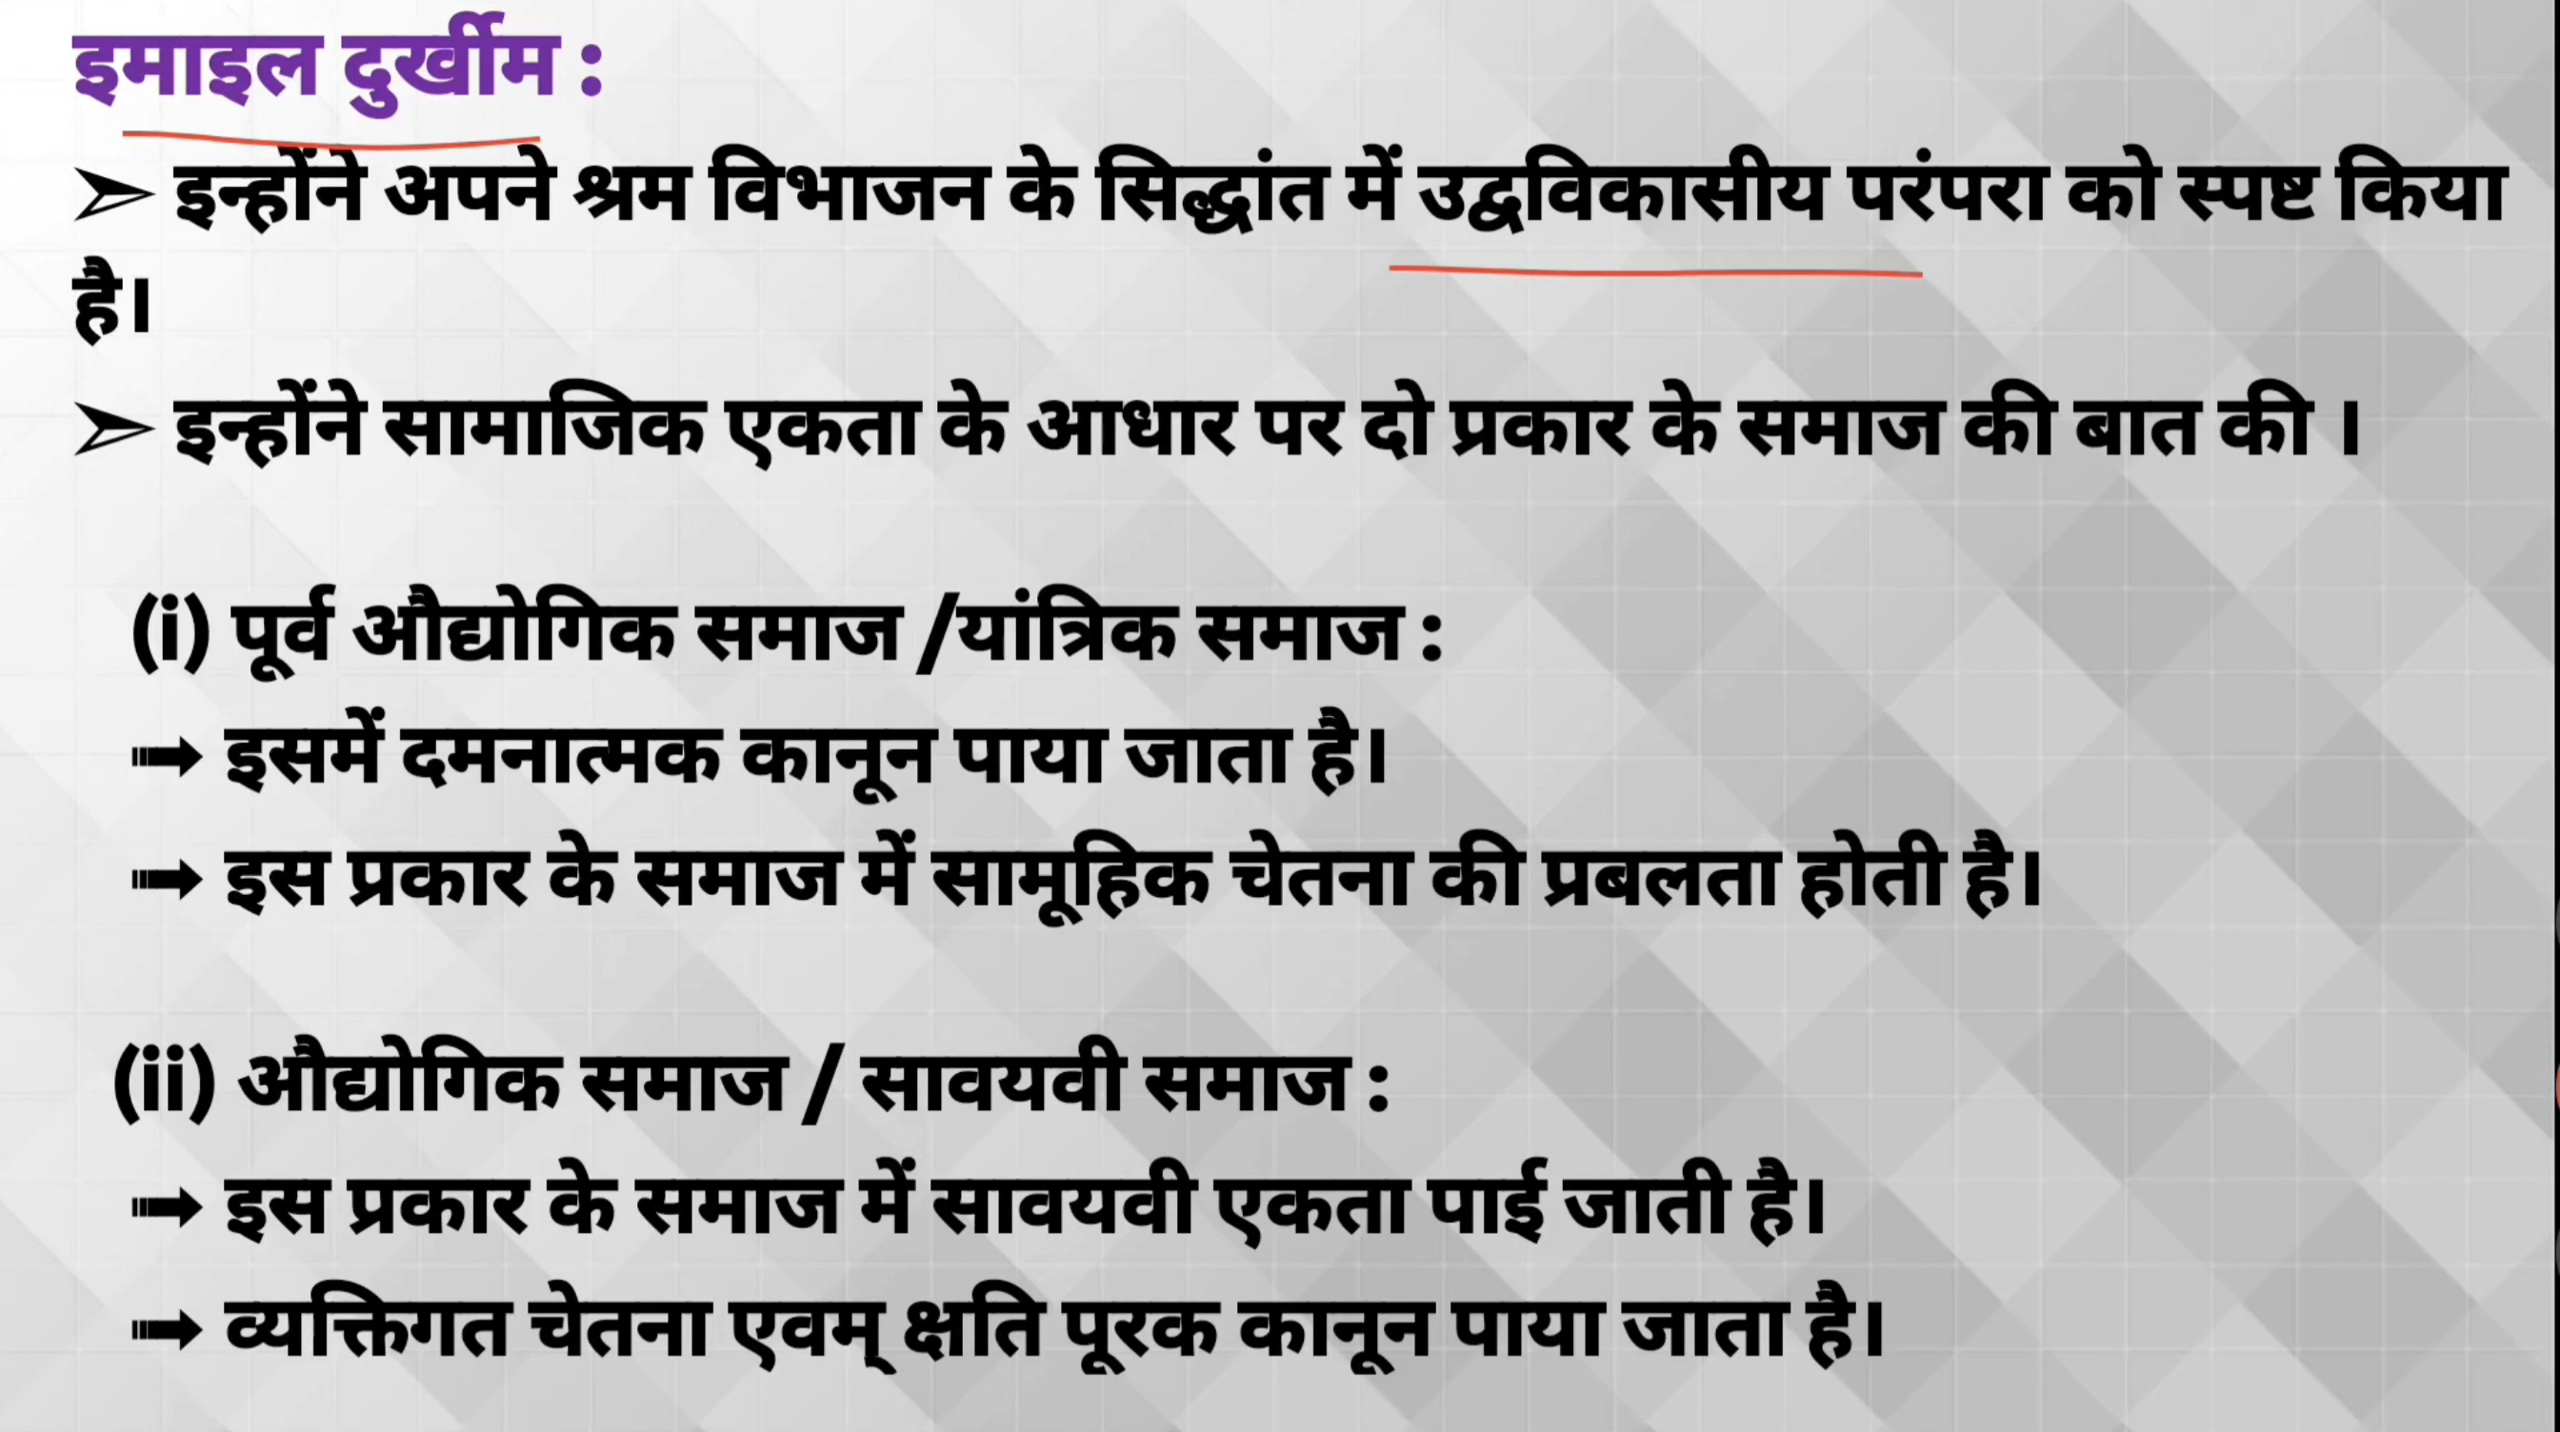 इमाइल दुर्खीम :
➢ इन्होंने अपने श्रम विभाजन के सिद्धांत में उद्वविकासीय परंपरा को स्पष्ट किया
है।
➢ इन्होंने सामाजिक एकता के आधार पर दो प्रकार के समाज की बात की ।
(i) पूर्व औद्योगिक समाज /यांत्रिक समाज :
➟ इसमें दमनात्मक कानून पाया जाता है।
➟ इस प्रकार के समाज में सामूहिक चेतना की प्रबलता होती है।
(ii) औद्योगिक समाज / सावयवी समाज :
➟ इस प्रकार के समाज में सावयवी एकता पाई जाती है।
➟ व्यक्तिगत चेतना एवम् क्षति पूरक कानून पाया जाता है।